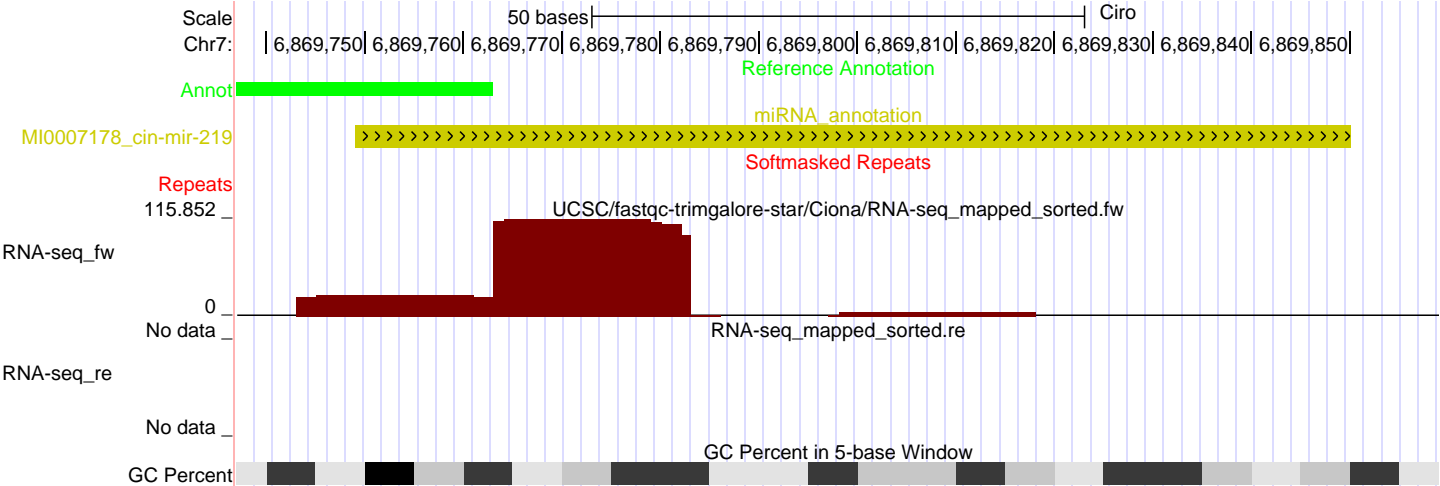 Scale 50 bases Ciro
Chr7: 6,869,750 6,869,760 6,869,770 6,869,780 6,869,790 6,869,800 6,869,810 6,869,820 6,869,830 6,869,840 6,869,850
Reference Annotation
Annot
miRNA_annotation
MI0007178_cin-mir-219
Softmasked Repeats
Repeats
115.852 _ UCSC/fastqc-trimgalore-star/Ciona/RNA-seq_mapped_sorted.fw
RNA-seq_fw
0 _
No data _ RNA-seq_mapped_sorted.re
RNA-seq_re
No data _
GC Percent in 5-base Window
GC Percent